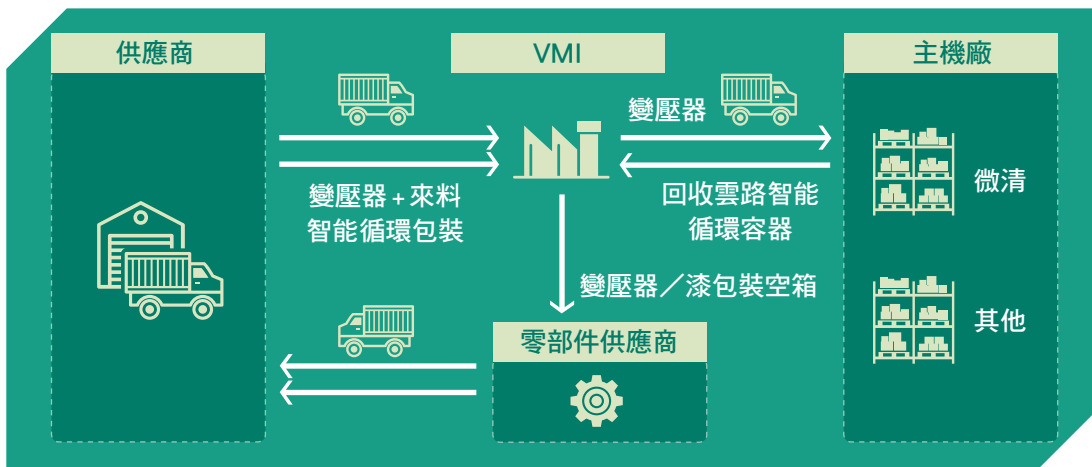 供應商
VMI
主機廠
變壓器
變壓器+來料
智能循環包裝
回收雲路智能
循環容器
微清
變壓器／漆包裝空箱
其他
零部件供應商